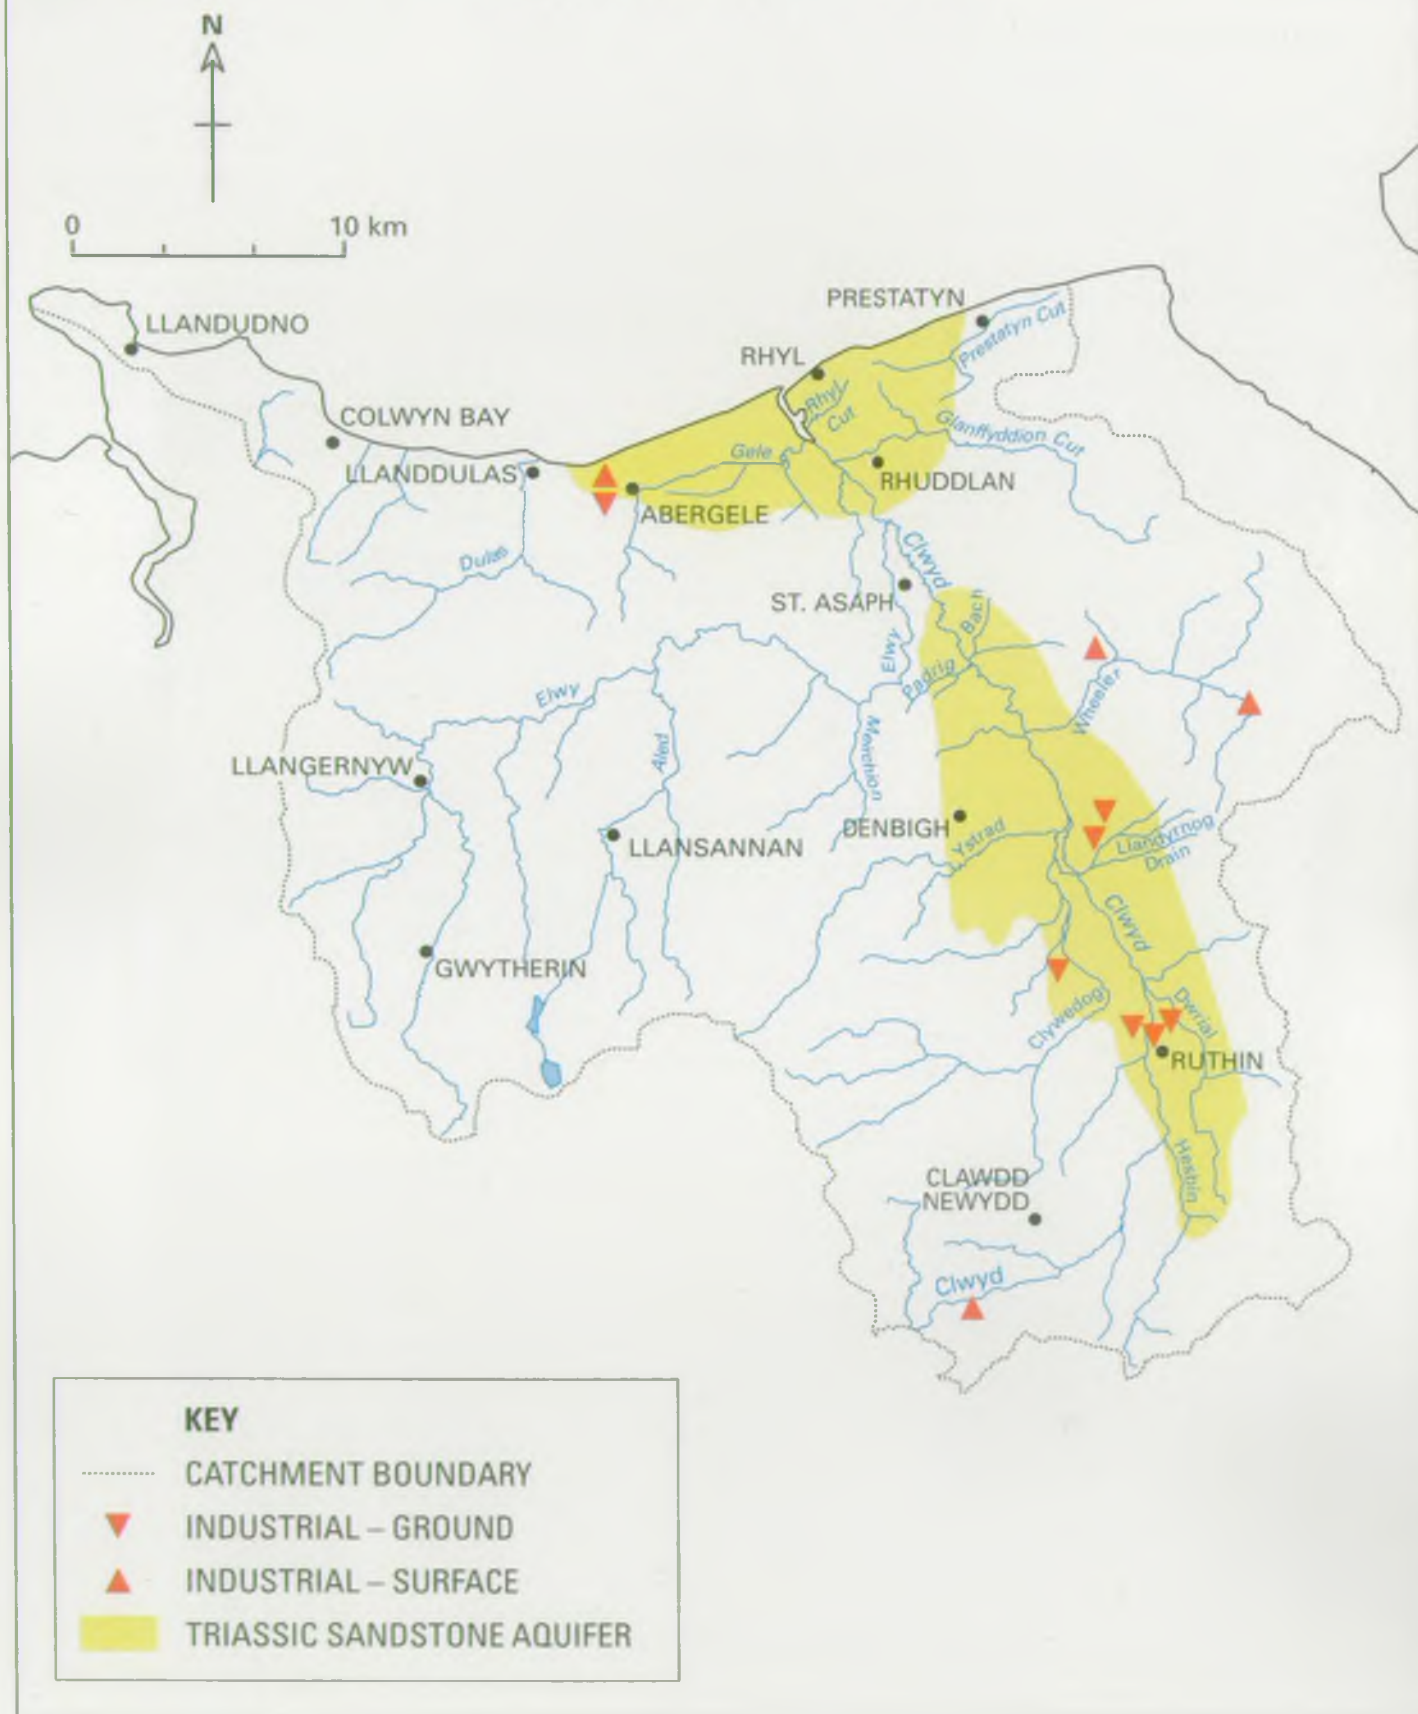 N
0 10 km
PRESTATYN
LLANDUDNO
Prestatyn Cut
RHYL
Rhyl
Cut
COLWYN BAY
Glanffyddion Cut
Gele
LLANDDULAS
RHUDDLAN
ABERGELE
Clwyd
Dulas
ST. ASAPH
Bach
Elwy
Padrig
Elwy
Wheeler
Meirchion
Aled
LLANGERNYW
DENBIGH
Ystrad
Llandyrnog
Drain
LLANSANNAN
Clwyd
GWYTHERIN
Clywedog
Dwrial
RUTHIN
Hesbin
CLAWDD
NEWYDD
Clwyd
KEY
CATCHMENT BOUNDARY
INDUSTRIAL – GROUND
INDUSTRIAL – SURFACE
TRIASSIC SANDSTONE AQUIFER